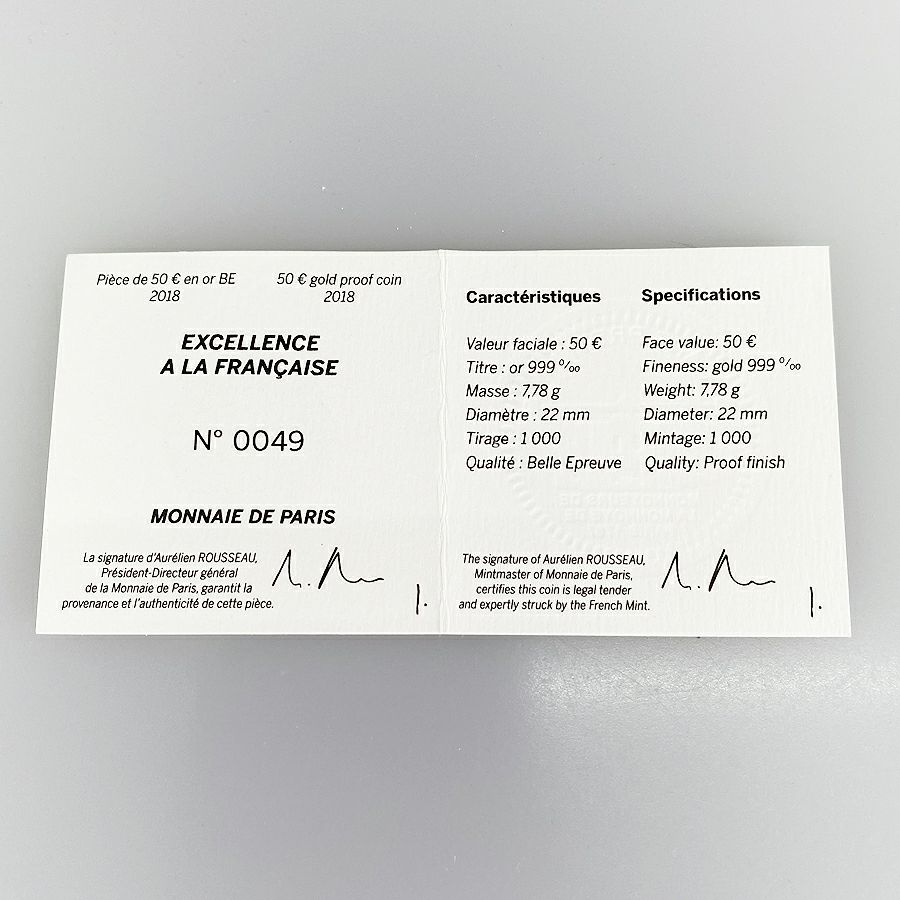 Pièce de 50 € en or BE
2018
50 € gold proof coin
2018
EXCELLENCE
A LA FRANÇAISE
N° 0049
MONNAIE DE PARIS
La signature d'Aurélien ROUSSEAU,
Président-Directeur général
de la Monnaie de Paris, garantit la
provenance et l'authenticité de cette pièce.
Caractéristiques
Valeur faciale : 50 €
Titre : or 999 ‰
Masse : 7,78 g
Diamètre : 22 mm
Tirage : 1 000
Qualité : Belle Epreuve
Specifications
Face value: 50 €
Fineness: gold 999 ‰
Weight: 7,78 g
Diameter: 22 mm
Mintage: 1 000
Quality: Proof finish
The signature of Aurélien ROUSSEAU,
Mintmaster of Monnaie de Paris,
certifies this coin is legal tender
and expertly struck by the French Mint.